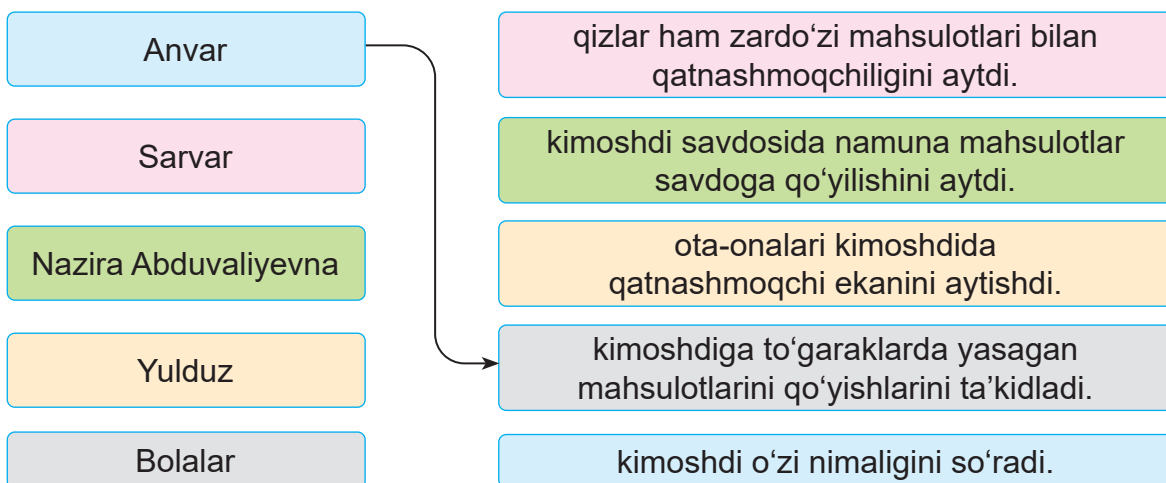 Anvar
qizlar ham zardo‘zi mahsulotlari bilan
qatnashmoqchiligini aytdi.
Sarvar
kimoshdi savdosida namuna mahsulotlar
savdoga qo‘yilishini aytdi.
Nazira Abduvaliyevna
ota-onalari kimoshdida
qatnashmoqchi ekanini aytishdi.
Yulduz
kimoshdiga to‘garaklarda yasagan
mahsulotlarini qo‘yishlarini ta’kidladi.
Bolalar
kimoshdi o‘zi nimaligini so‘radi.